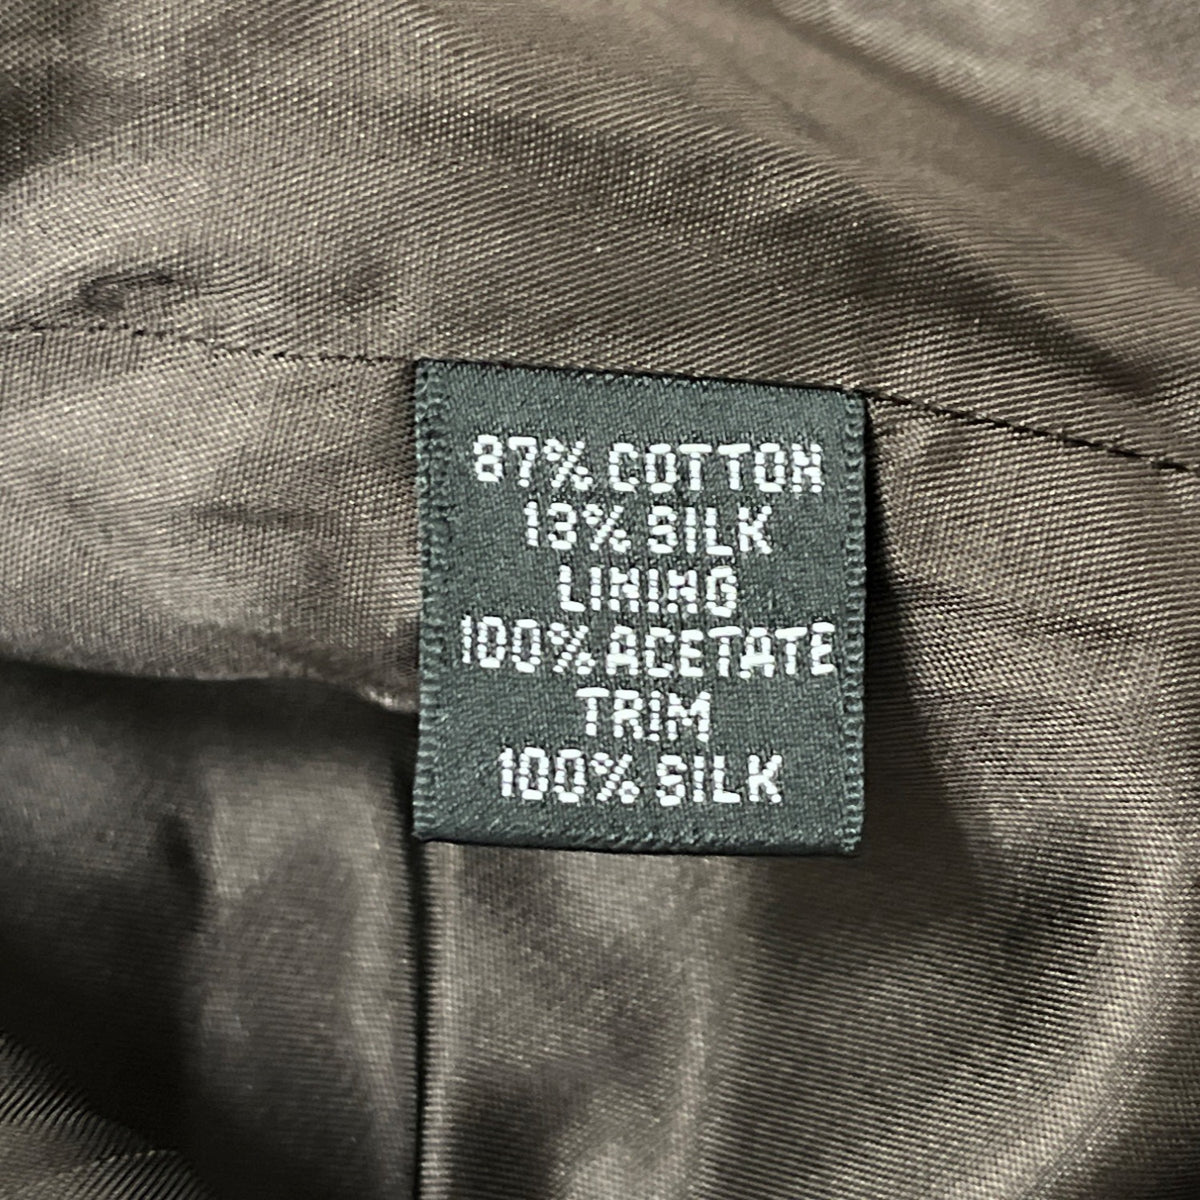 87% COTTON
13% SILK
LINING
100% ACETATE
TRIM
100% SILK